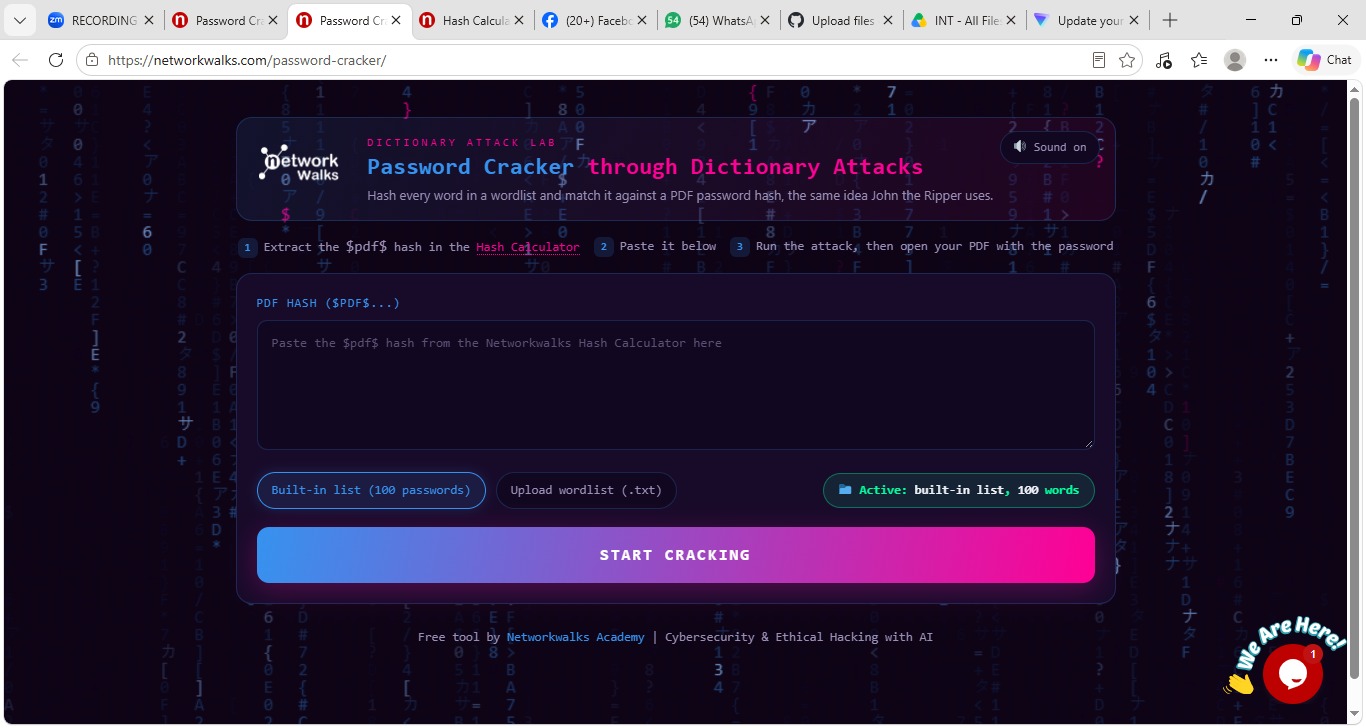 RECORDING
Password Cr
Password Cr
Hash Calcula
(20+) Faceb
(54) WhatsA
Upload files
INT - All File
Update your
https://networkwalks.com/password-cracker/
Chat
network
Walks
DICTIONARY ATTACK LAB
Password Cracker through Dictionary Attacks
Hash every word in a wordlist and match it against a PDF password hash, the same idea John the Ripper uses.
Sound on
1 Extract the $pdf$ hash in the Hash Calculator 2 Paste it below 3 Run the attack, then open your PDF with the password
PDF HASH ($PDF$...)
Paste the $pdf$ hash from the Networkwalks Hash Calculator here
Built-in list (100 passwords)
Upload wordlist (.txt)
Active: built-in list, 100 words
START CRACKING
Free tool by Networkwalks Academy | Cybersecurity & Ethical Hacking with AI
We Are Here!
1